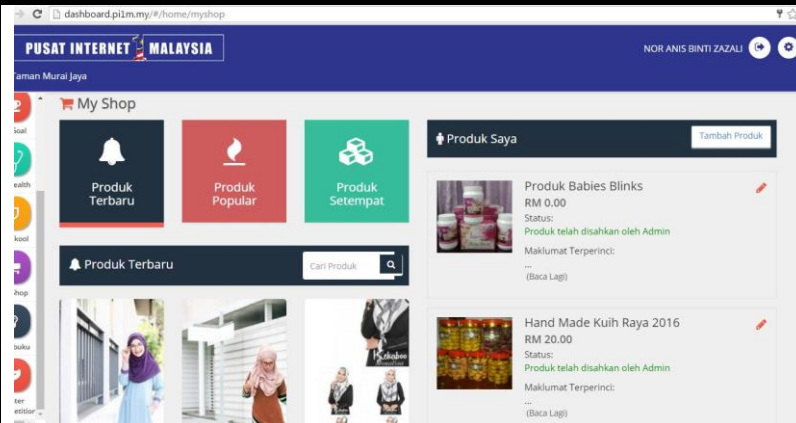 dashboard.pi1m.my/#/home/myshop
PUSAT INTERNET 1 MALAYSIA
NOR ANIS BINTI ZAZALI
Taman Murai Jaya
My Shop
Produk Terbaru
Produk Popular
Produk Setempat
Produk Terbaru
Cari Produk
Produk Saya
Tambah Produk
Produk Babies Blinks
RM 0.00
Status:
Produk telah disahkan oleh Admin
Maklumat Terperinci:
...
(Baca Lagi)
Hand Made Kuih Raya 2016
RM 20.00
Status:
Produk telah disahkan oleh Admin
Maklumat Terperinci:
...
(Baca Lagi)